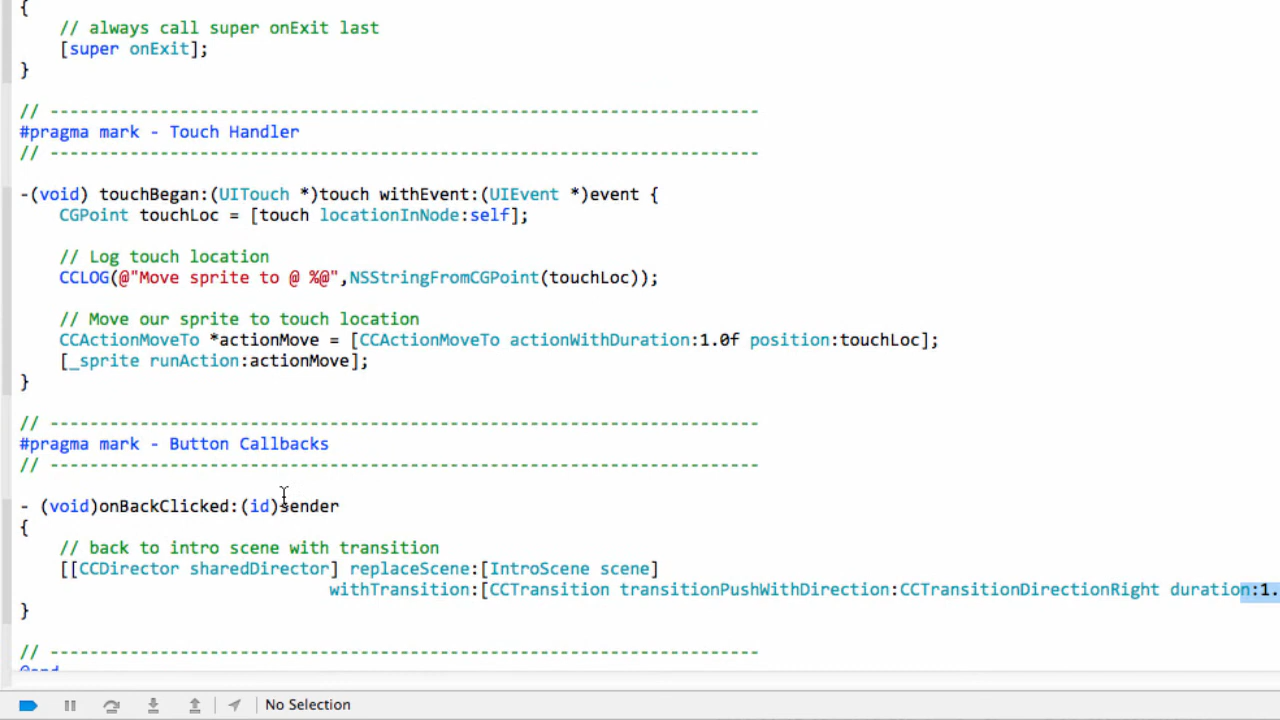 {
// always call super onExit last
[super onExit];
}
// -----------------------------------------------------------------------
#pragma mark - Touch Handler
// -----------------------------------------------------------------------
-(void) touchBegan:(UITouch *)touch withEvent:(UIEvent *)event {
CGPoint touchLoc = [touch locationInNode:self];
// Log touch location
CCLOG(@"Move sprite to @ %@",NSStringFromCGPoint(touchLoc));
// Move our sprite to touch location
CCActionMoveTo *actionMove = [CCActionMoveTo actionWithDuration:1.0f position:touchLoc];
[_sprite runAction:actionMove];
}
// -----------------------------------------------------------------------
#pragma mark - Button Callbacks
// -----------------------------------------------------------------------
- (void)onBackClicked:(id)sender
{
// back to intro scene with transition
[[CCDirector sharedDirector] replaceScene:[IntroScene scene]
withTransition:[CCTransition transitionPushWithDirection:CCTransitionDirectionRight duration:1.
}
// -----------------------------------------------------------------------
@end
No Selection